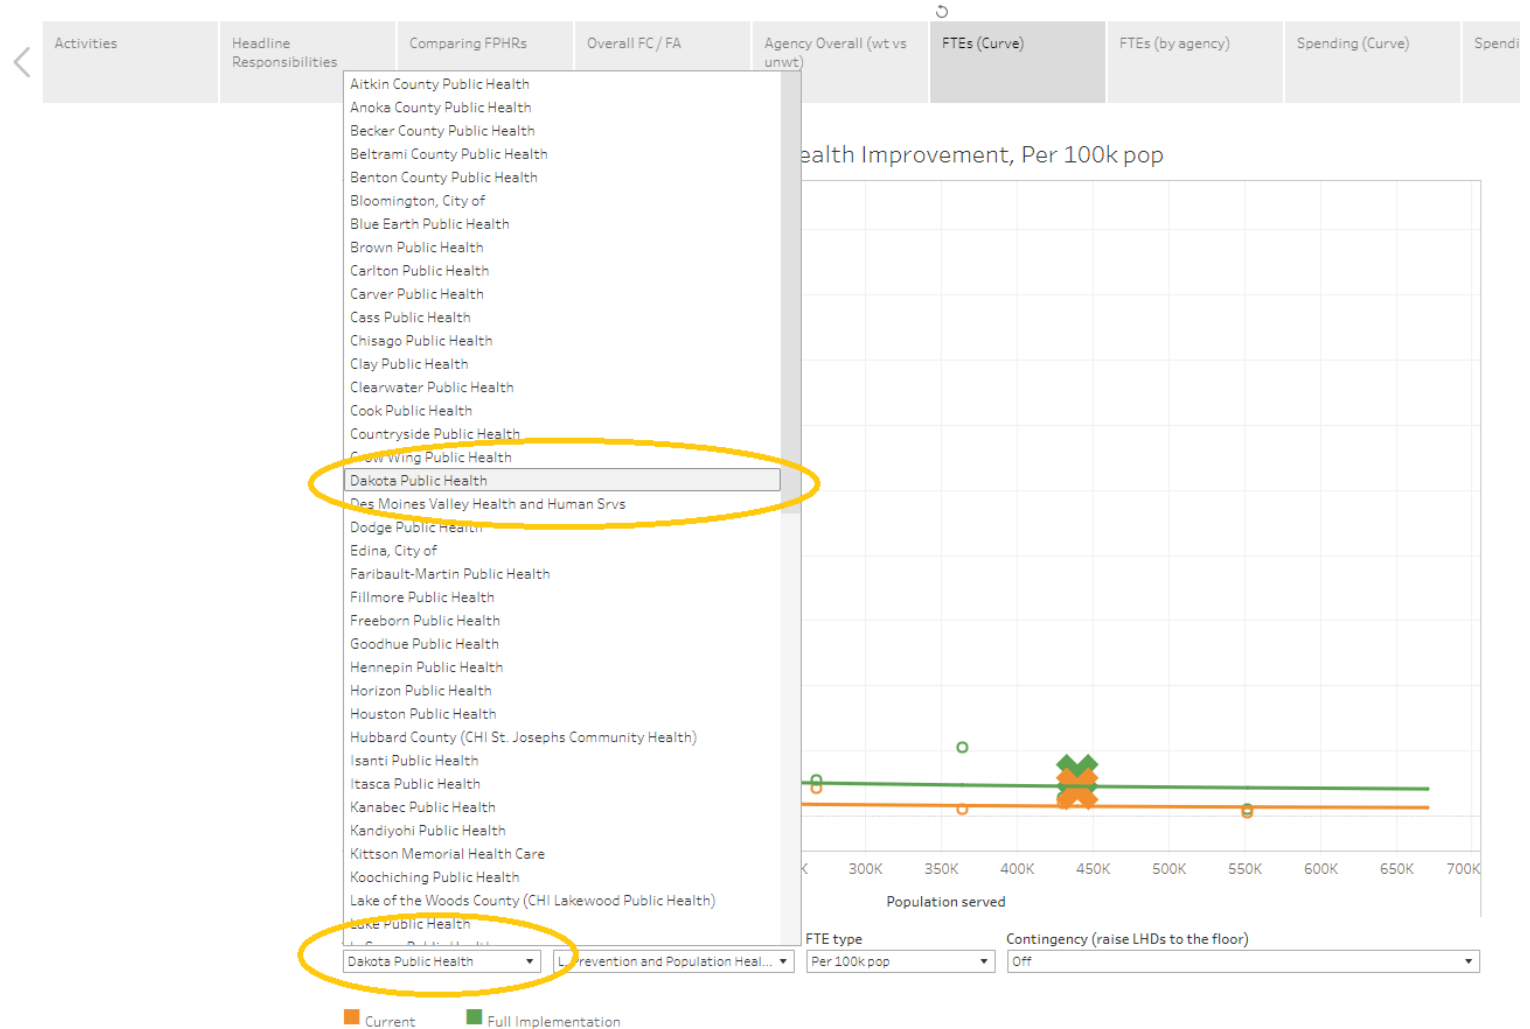 Activities
Headline
Responsibilities
Comparing FPHRs
Overall FC / FA
Agency Overall (wt vs
unwt)
FTEs (Curve)
FTEs (by agency)
Spending (Curve)
Spendi
ealth Improvement, Per 100k pop
Aitkin County Public Health
Anoka County Public Health
Becker County Public Health
Beltrami County Public Health
Benton County Public Health
Bloomington, City of
Blue Earth Public Health
Brown Public Health
Carlton Public Health
Carver Public Health
Cass Public Health
Chisago Public Health
Clay Public Health
Clearwater Public Health
Cook Public Health
Countryside Public Health
Crow Wing Public Health
Dakota Public Health
Des Moines Valley Health and Human Srvs
Dodge Public Health
Edina, City of
Faribault-Martin Public Health
Fillmore Public Health
Freeborn Public Health
Goodhue Public Health
Hennepin Public Health
Horizon Public Health
Houston Public Health
Hubbard County (CHI St. Josephs Community Health)
Isanti Public Health
Itasca Public Health
Kanabec Public Health
Kandiyohi Public Health
Kittson Memorial Health Care
Koochiching Public Health
Lake of the Woods County (CHI Lakewood Public Health)
Lake Public Health
K 300K 350K 400K 450K 500K 550K 600K 650K 700K
Population served
FTE type
Contingency (raise LHDs to the floor)
Dakota Public Health
L. Prevention and Population Heal...
Per 100k pop
Off
Current
Full Implementation